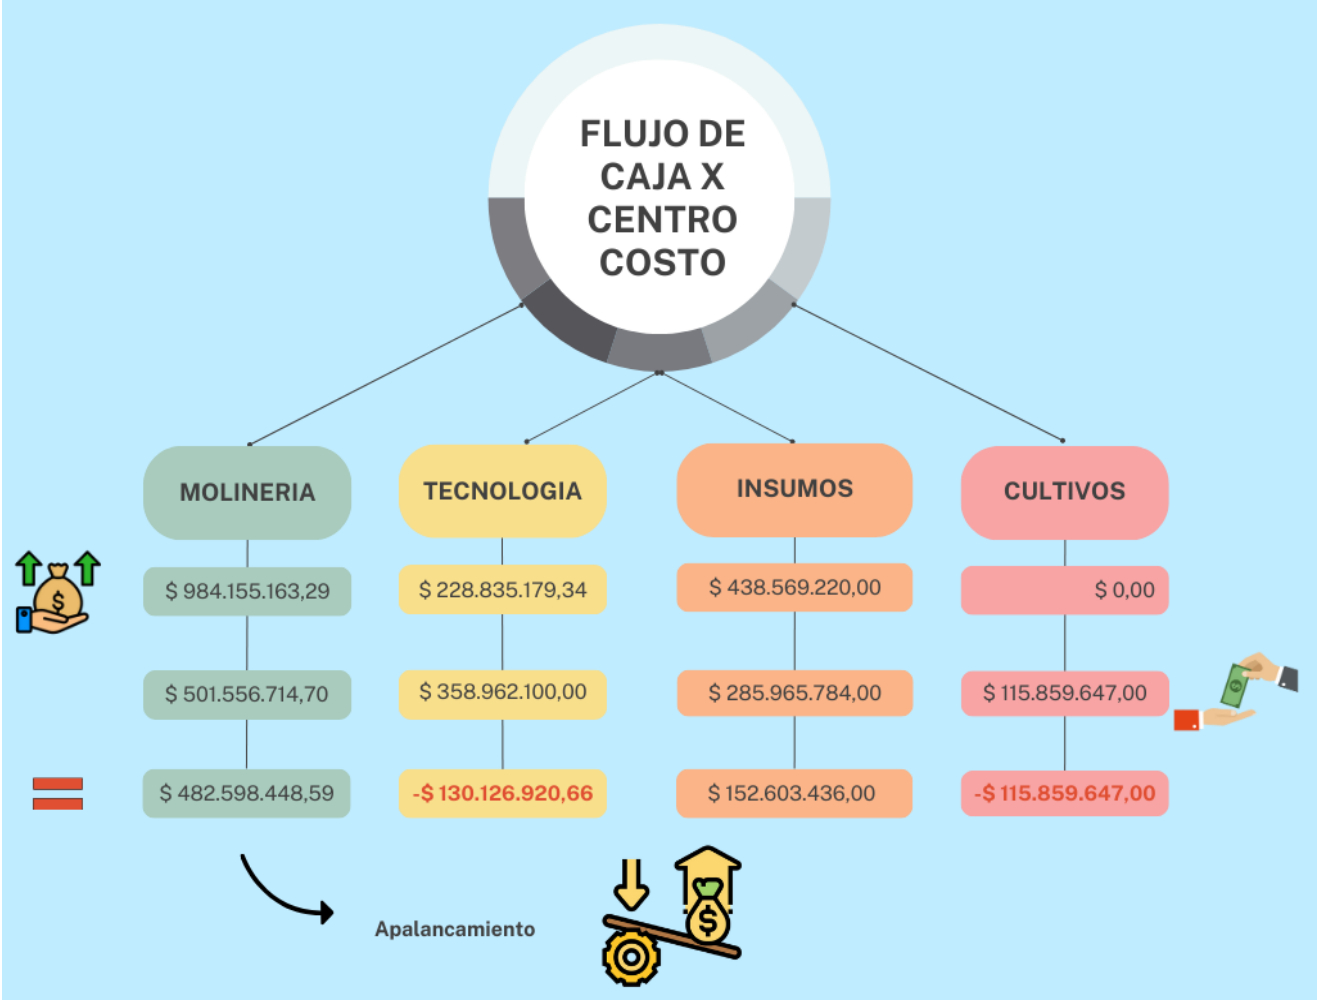 FLUJO DE
CAJA X
CENTRO
COSTO
MOLINERIA
TECNOLOGIA
INSUMOS
CULTIVOS
$ 984.155.163,29
$ 228.835.179,34
$ 438.569.220,00
$ 0,00
$ 501.556.714,70
$ 358.962.100,00
$ 285.965.784,00
$ 115.859.647,00
$ 482.598.448,59
-$ 130.126.920,66
$ 152.603.436,00
-$ 115.859.647,00
Apalancamiento